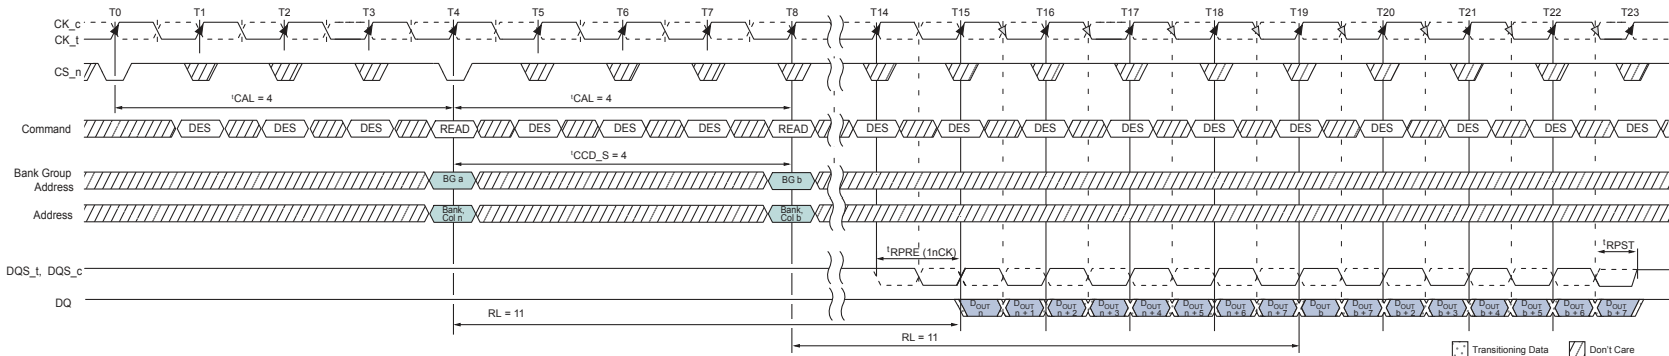 T0 T1 T2 T3 T4 T5 T6 T7 T8 T14 T15 T16 T17 T18 T19 T20 T21 T22 T23
CK_c
CK_t
CS_n
tCAL = 4 tCAL = 4
Command DES DES DES READ DES DES DES READ DES DES DES DES DES DES DES DES DES DES
tCCD_S = 4
Bank Group
Address
BG a BG b
Address
Bank, Col n
Bank, Col b
tRPRE (1nCK) tRPST
DQS_t, DQS_c
DQ
DOUT n DOUT n + 1 DOUT n + 2 DOUT n + 3 DOUT n + 4 DOUT n + 5 DOUT n + 6 DOUT n + 7 DOUT b DOUT b + 7 DOUT b + 2 DOUT b + 3 DOUT b + 4 DOUT b + 5 DOUT b + 6 DOUT b + 7
RL = 11
RL = 11
Transitioning Data Don't Care